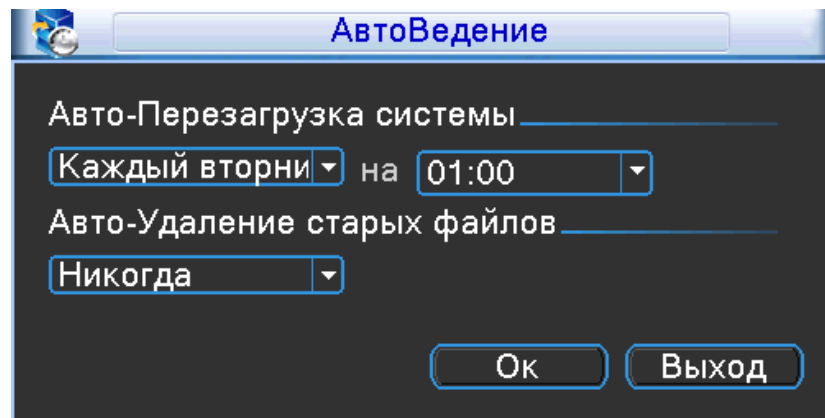 АвтоВедение
Авто-Перезагрузка системы
Каждый вторни на 01:00
Авто-Удаление старых файлов
Никогда
Ок Выход